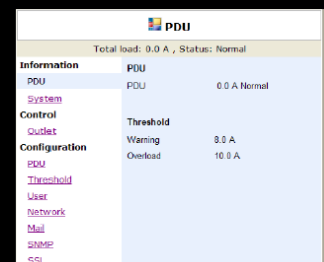 PDU
Total load: 0.0 A , Status: Normal
Information
PDU
System
Control
Outlet
Configuration
PDU
Threshold
User
Network
Mail
SNMP
SSL
PDU
PDU 0.0 A Normal
Threshold
Warning 8.0 A
Overload 10.0 A